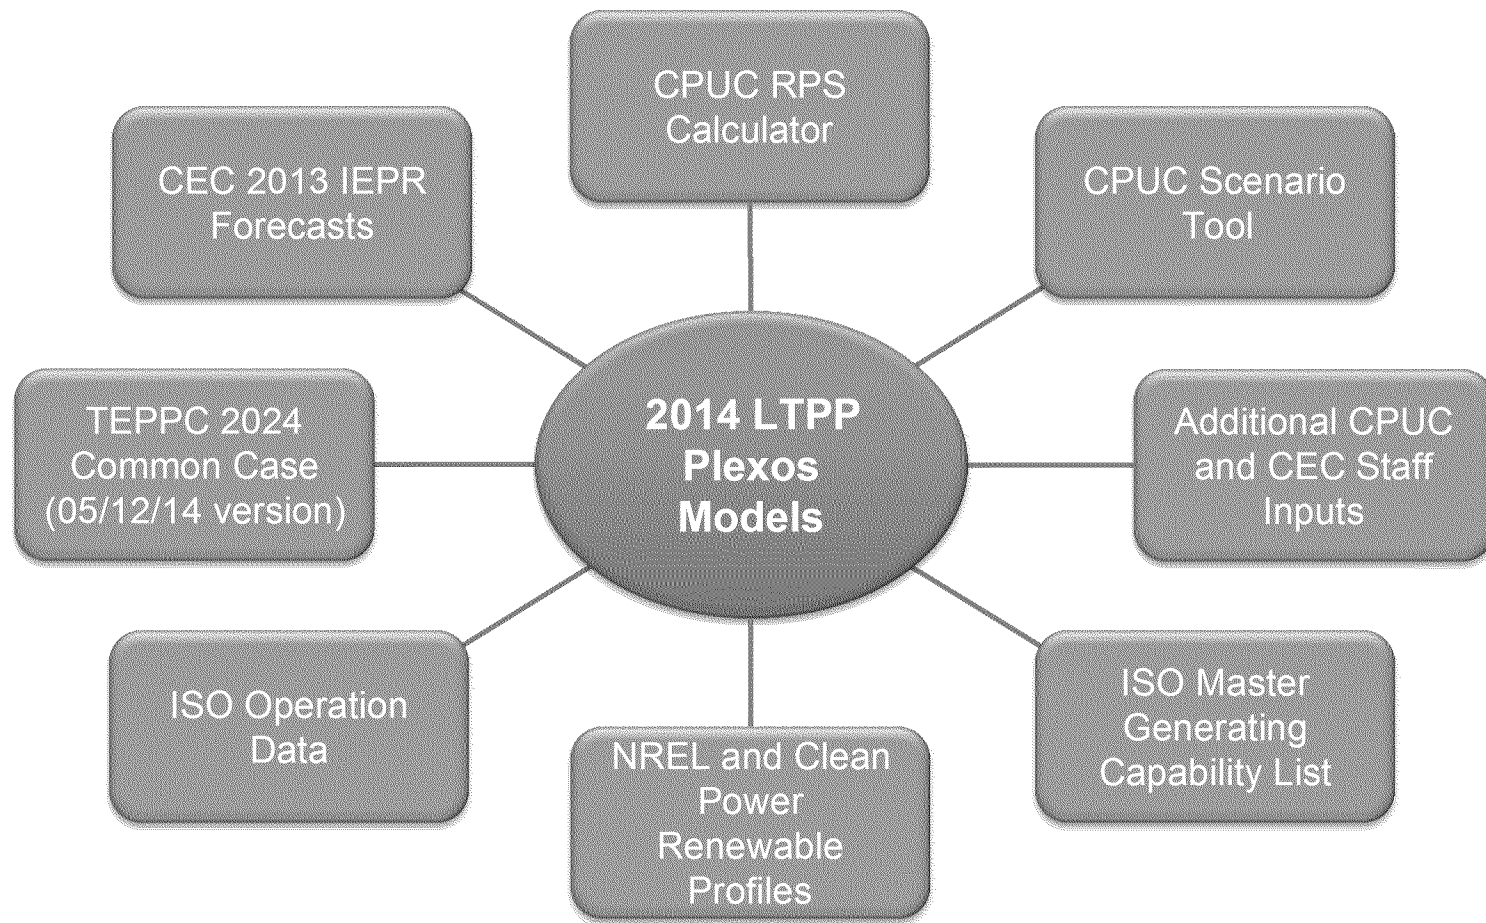 CPUC RPS
Calculator
CEC 2013 IEPR
Forecasts
CPUC Scenario
Tool
TEPPC 2024
Common Case
(05/12/14 version)
2014 LTPP
Plexos
Models
Additional CPUC
and CEC Staff
Inputs
ISO Operation
Data
NREL and Clean
Power
Renewable
Profiles
ISO Master
Generating
Capability List